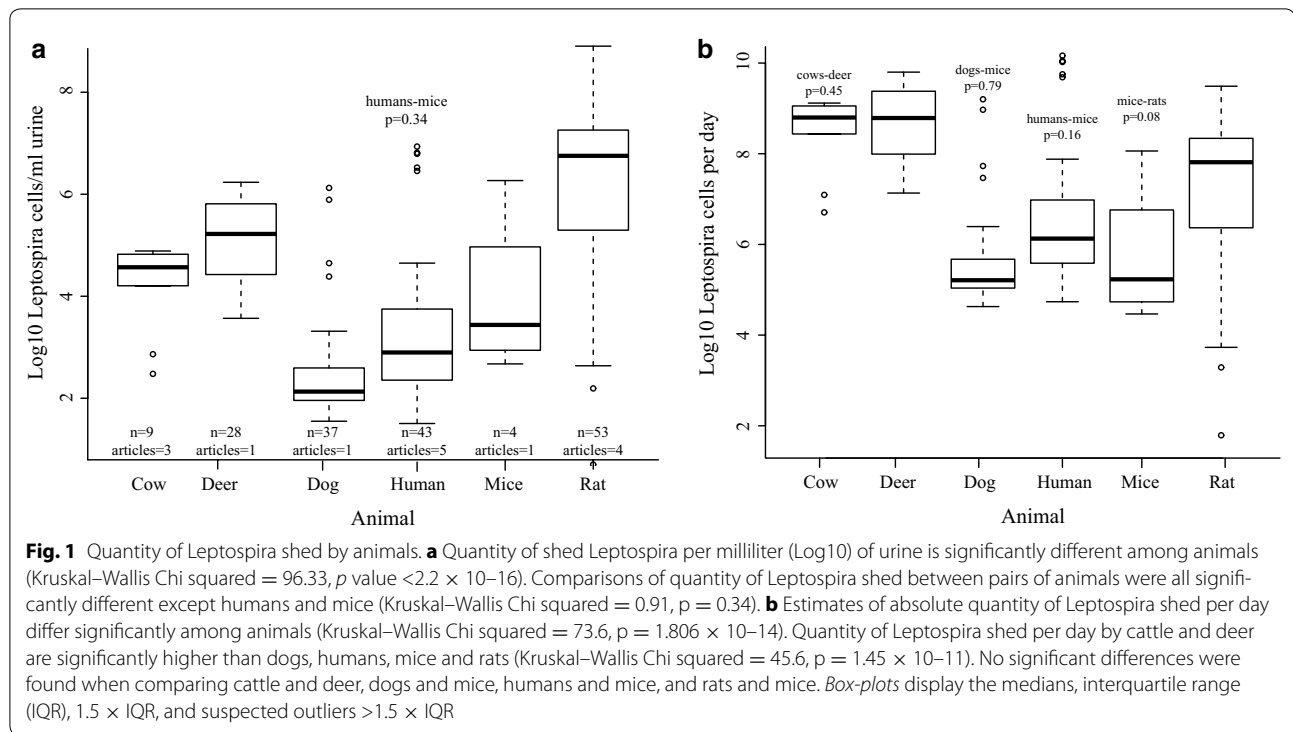 a
Log10 Leptospira cells/ml urine
8
6
4
2
humans-mice
p=0.34
n=9 n=28 n=37 n=43 n=4 n=53
articles=3 articles=1 articles=1 articles=5 articles=1 articles=4
Cow Deer Dog Human Mice Rat
Animal
b
Log10 Leptospira cells per day
10
8
6
4
2
cows-deer
p=0.45
dogs-mice
p=0.79
humans-mice
p=0.16
mice-rats
p=0.08
Cow Deer Dog Human Mice Rat
Animal
Fig. 1 Quantity of Leptospira shed by animals. a Quantity of shed Leptospira per milliliter (Log10) of urine is significantly different among animals
(Kruskal–Wallis Chi squared = 96.33, p value <2.2 × 10–16). Comparisons of quantity of Leptospira shed between pairs of animals were all signifi-
cantly different except humans and mice (Kruskal–Wallis Chi squared = 0.91, p = 0.34). b Estimates of absolute quantity of Leptospira shed per day
differ significantly among animals (Kruskal–Wallis Chi squared = 73.6, p = 1.806 × 10–14). Quantity of Leptospira shed per day by cattle and deer
are significantly higher than dogs, humans, mice and rats (Kruskal–Wallis Chi squared = 45.6, p = 1.45 × 10–11). No significant differences were
found when comparing cattle and deer, dogs and mice, humans and mice, and rats and mice. Box-plots display the medians, interquartile range
(IQR), 1.5 × IQR, and suspected outliers >1.5 × IQR